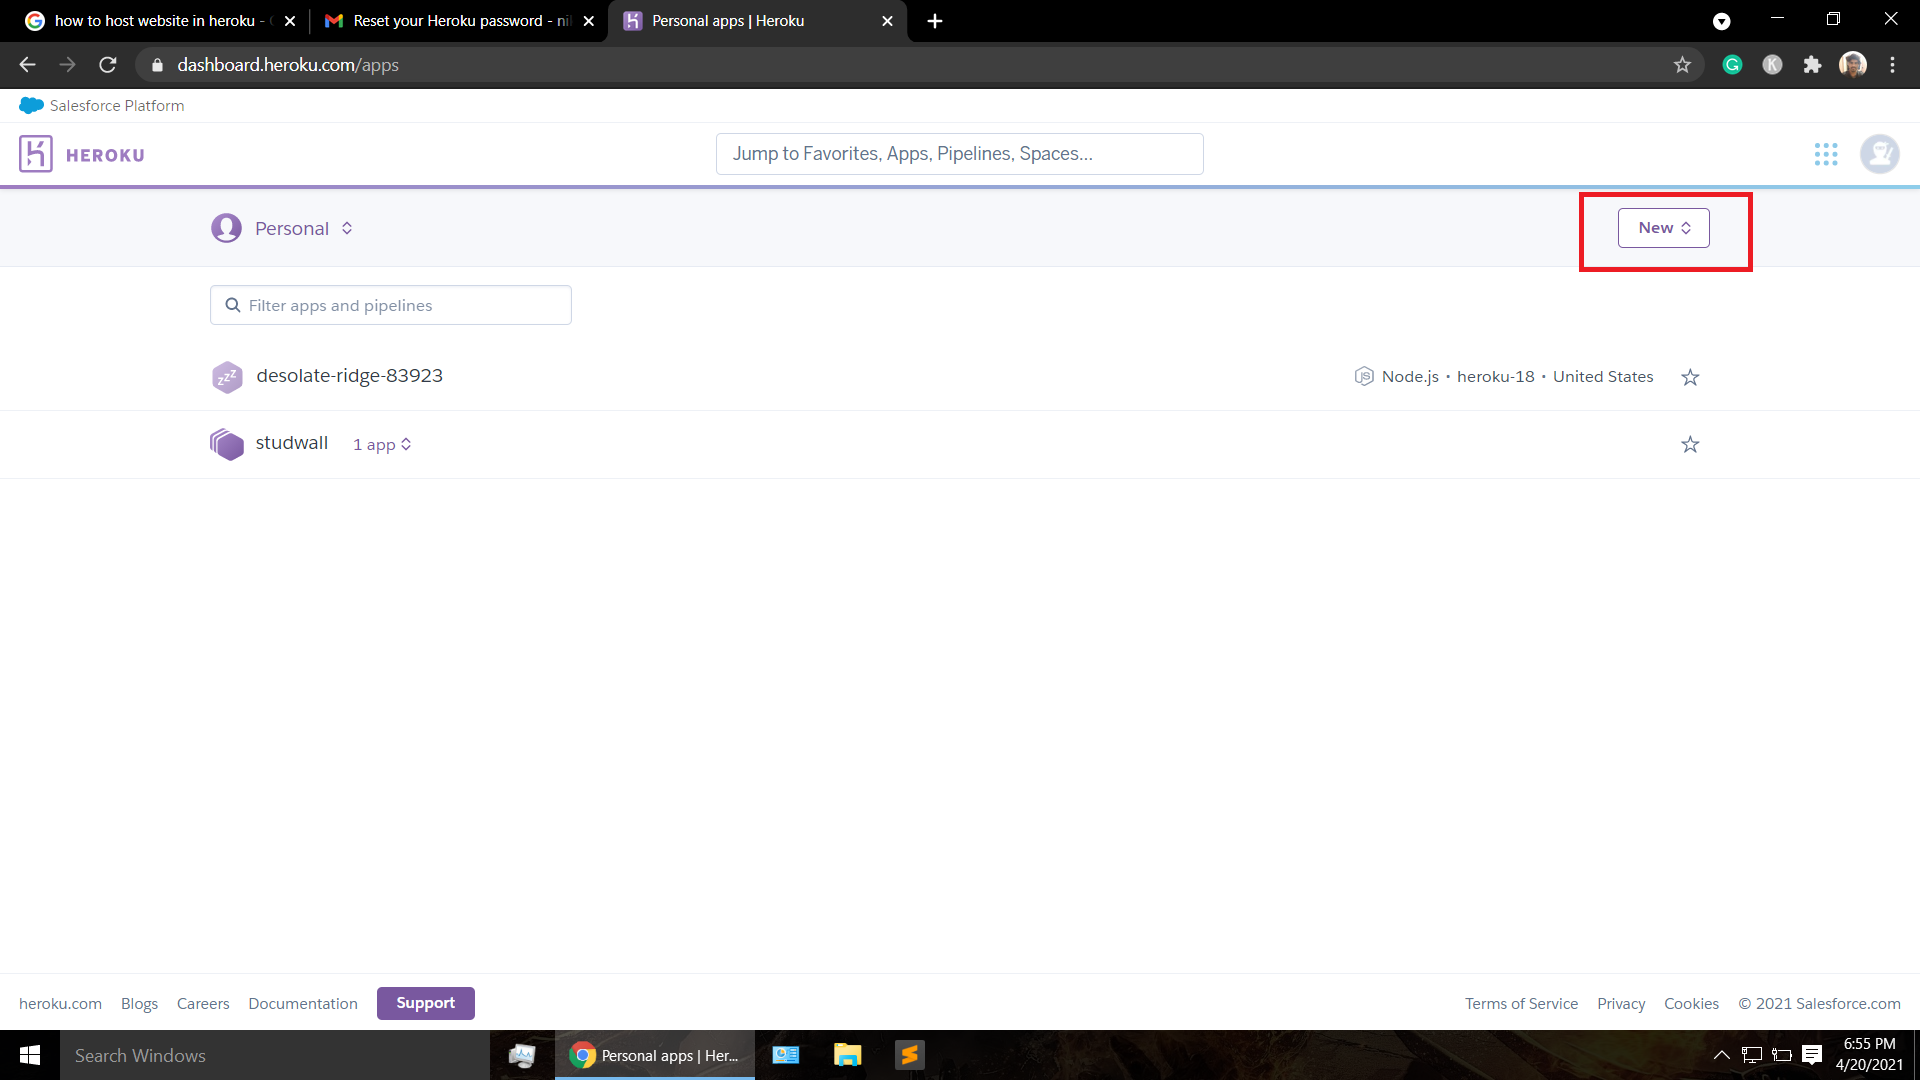 how to host website in heroku -
Reset your Heroku password - ni
Personal apps | Heroku
dashboard.heroku.com/apps
Salesforce Platform
HEROKU
Jump to Favorites, Apps, Pipelines, Spaces...
Personal
New
Filter apps and pipelines
desolate-ridge-83923
Node.js • heroku-18 • United States
studwall 1 app
heroku.com Blogs Careers Documentation Support
Terms of Service Privacy Cookies © 2021 Salesforce.com
Search Windows
Personal apps | Her...
6:55 PM
4/20/2021